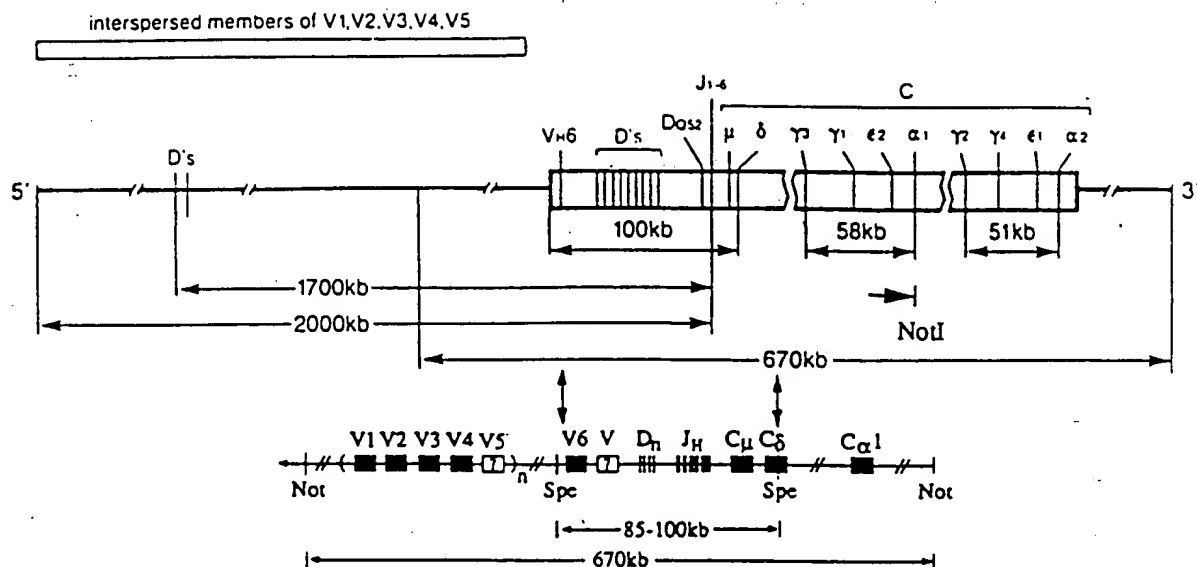 interspersed members of V1,V2,V3,V4,V5
J1-6
C
VH6 D's DQ52 μ δ γ3 γ1 ε2 α1 γ2 γ4 ε1 α2
D's
5' 3'
100kb 58kb 51kb
1700kb
2000kb
NotI
670kb
V1 V2 V3 V4 V5 V6 V Dn JH Cμ Cδ Cα1
? ?
( ) n
Not Spe Spe Not
85-100kb
670kb